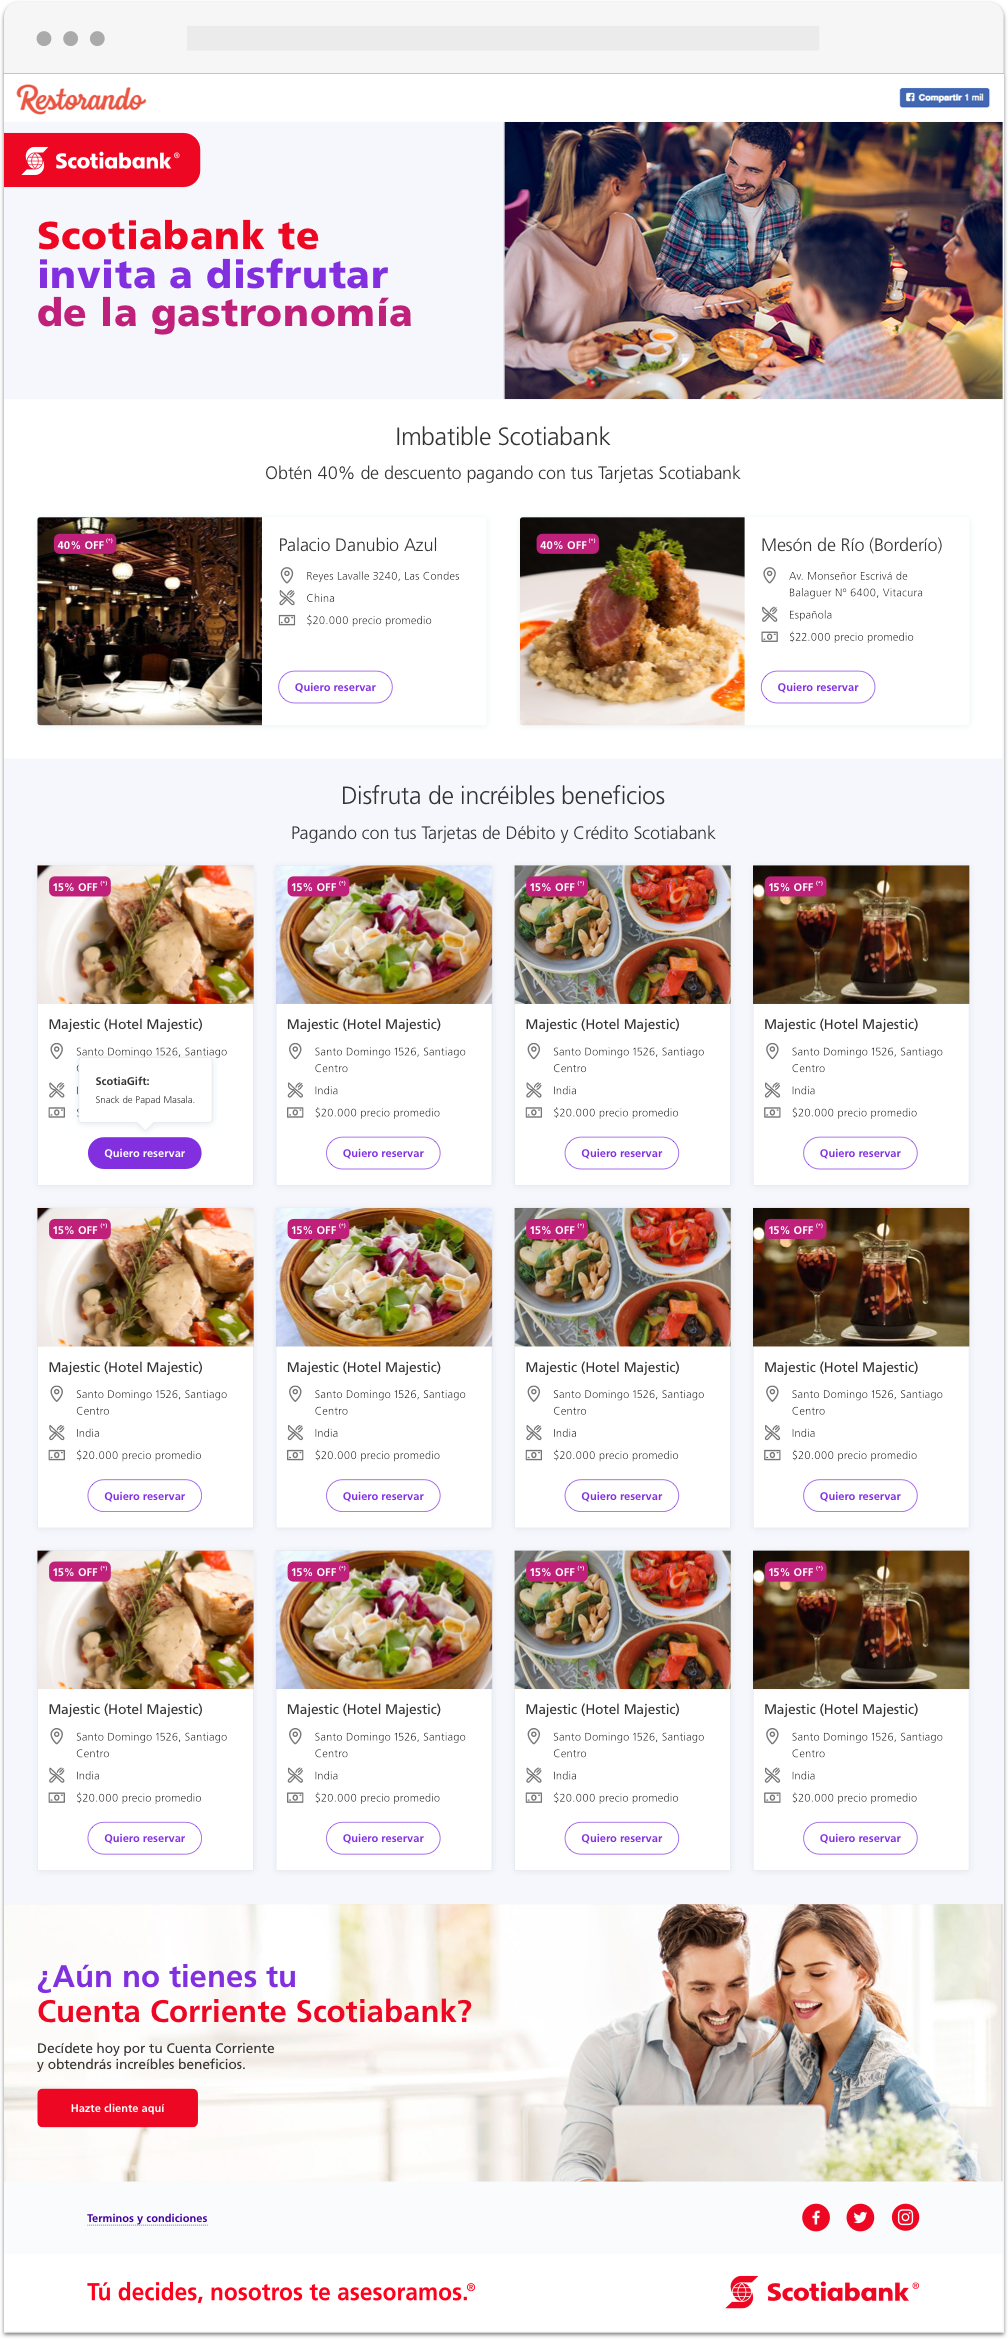 Restorando
Compartir 1 mil
Scotiabank®
Scotiabank te
invita a disfrutar
de la gastronomía
Imbatible Scotiabank
Obtén 40% de descuento pagando con tus Tarjetas Scotiabank
40% OFF (*)
Palacio Danubio Azul
Reyes Lavalle 3240, Las Condes
China
$20.000 precio promedio
Quiero reservar
40% OFF (*)
Mesón de Río (Borderío)
Av. Monseñor Escrivá de
Balaguer Nº 6400, Vitacura
Española
$22.000 precio promedio
Quiero reservar
Disfruta de incréibles beneficios
Pagando con tus Tarjetas de Débito y Crédito Scotiabank
15% OFF (*)
Majestic (Hotel Majestic)
Santo Domingo 1526, Santiago
ScotiaGift:
Snack de Papad Masala.
Quiero reservar
15% OFF (*)
Majestic (Hotel Majestic)
Santo Domingo 1526, Santiago
Centro
India
$20.000 precio promedio
Quiero reservar
15% OFF (*)
Majestic (Hotel Majestic)
Santo Domingo 1526, Santiago
Centro
India
$20.000 precio promedio
Quiero reservar
15% OFF (*)
Majestic (Hotel Majestic)
Santo Domingo 1526, Santiago
Centro
India
$20.000 precio promedio
Quiero reservar
15% OFF (*)
Majestic (Hotel Majestic)
Santo Domingo 1526, Santiago
Centro
India
$20.000 precio promedio
Quiero reservar
15% OFF (*)
Majestic (Hotel Majestic)
Santo Domingo 1526, Santiago
Centro
India
$20.000 precio promedio
Quiero reservar
15% OFF (*)
Majestic (Hotel Majestic)
Santo Domingo 1526, Santiago
Centro
India
$20.000 precio promedio
Quiero reservar
15% OFF (*)
Majestic (Hotel Majestic)
Santo Domingo 1526, Santiago
Centro
India
$20.000 precio promedio
Quiero reservar
15% OFF (*)
Majestic (Hotel Majestic)
Santo Domingo 1526, Santiago
Centro
India
$20.000 precio promedio
Quiero reservar
15% OFF (*)
Majestic (Hotel Majestic)
Santo Domingo 1526, Santiago
Centro
India
$20.000 precio promedio
Quiero reservar
15% OFF (*)
Majestic (Hotel Majestic)
Santo Domingo 1526, Santiago
Centro
India
$20.000 precio promedio
Quiero reservar
15% OFF (*)
Majestic (Hotel Majestic)
Santo Domingo 1526, Santiago
Centro
India
$20.000 precio promedio
Quiero reservar
¿Aún no tienes tu
Cuenta Corriente Scotiabank?
Decídete hoy por tu Cuenta Corriente
y obtendrás increíbles beneficios.
Hazte cliente aquí
Terminos y condiciones
Tú decides, nosotros te asesoramos.®
Scotiabank®